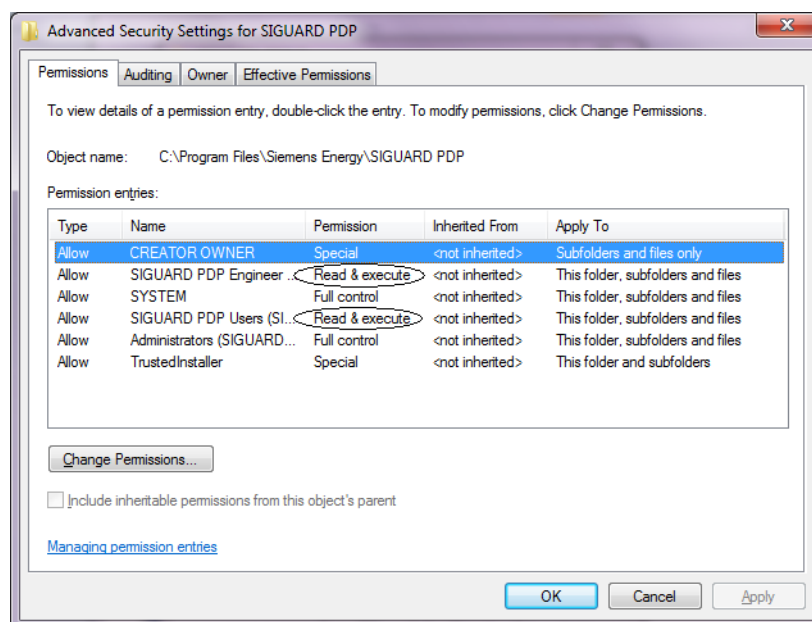 Advanced Security Settings for SIGUARD PDP
Permissions Auditing Owner Effective Permissions
To view details of a permission entry, double-click the entry. To modify permissions, click Change Permissions.
Object name: C:\Program Files\Siemens Energy\SIGUARD PDP
Permission entries:
Type Name Permission Inherited From Apply To
Allow CREATOR OWNER Special <not inherited> Subfolders and files only
Allow SIGUARD PDP Engineer ... Read & execute <not inherited> This folder, subfolders and files
Allow SYSTEM Full control <not inherited> This folder, subfolders and files
Allow SIGUARD PDP Users (SI... Read & execute <not inherited> This folder, subfolders and files
Allow Administrators (SIGUARD... Full control <not inherited> This folder, subfolders and files
Allow TrustedInstaller Special <not inherited> This folder and subfolders
Change Permissions...
Include inheritable permissions from this object's parent
Managing permission entries
OK Cancel Apply